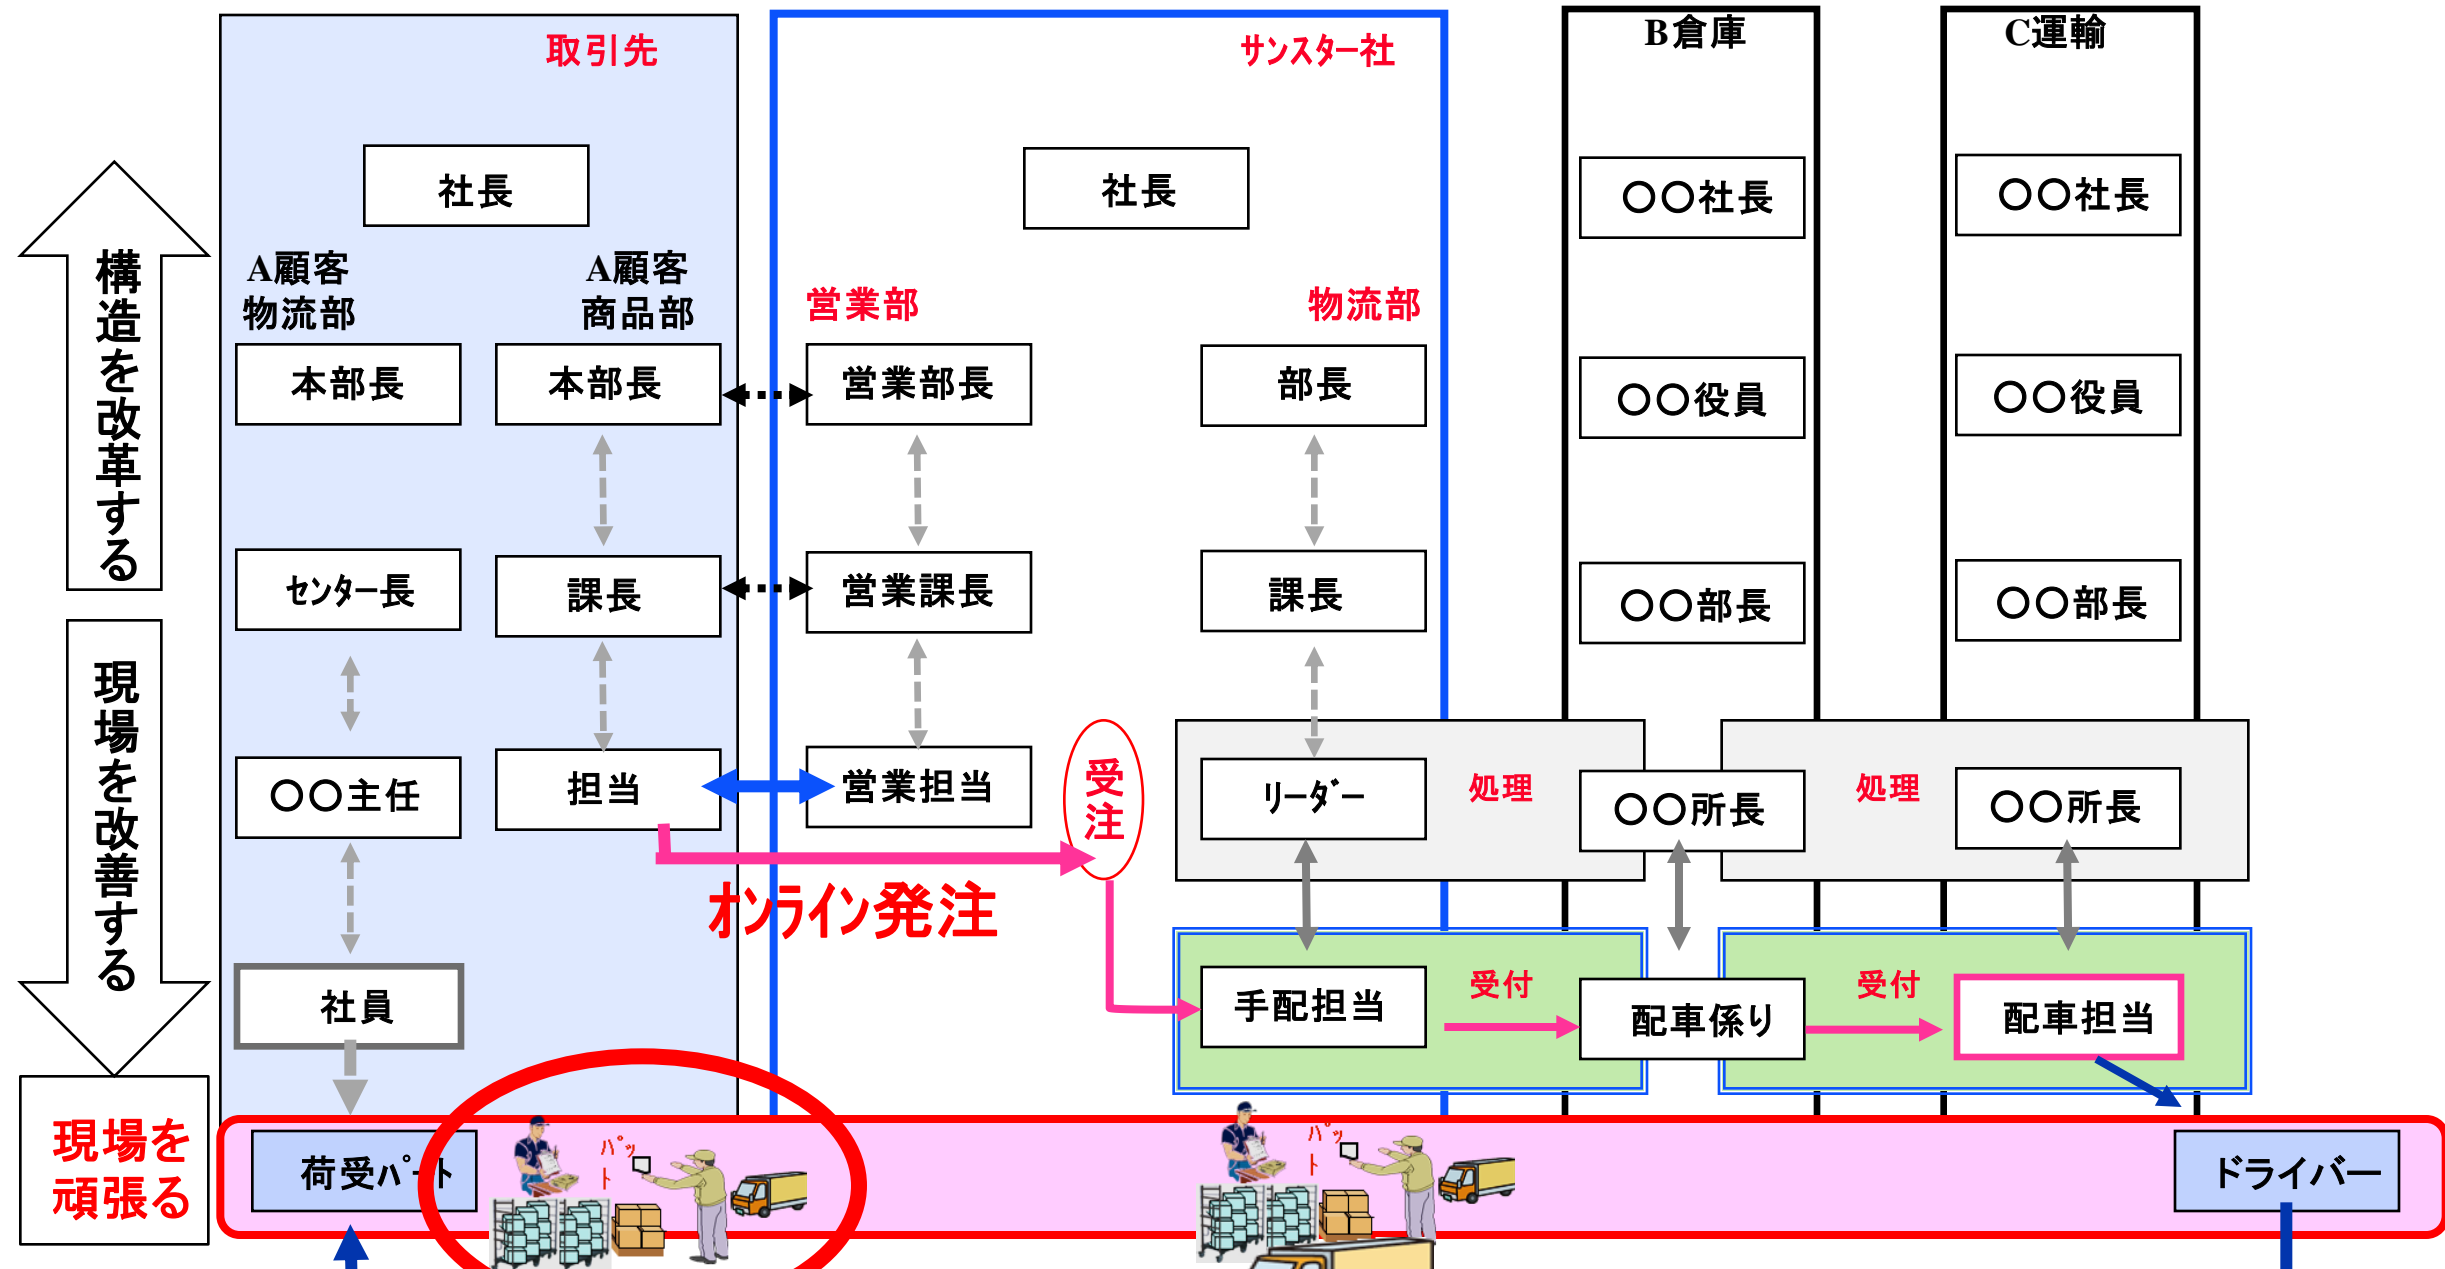 取引先
サンスター社
B倉庫
C運輸
社長
社長
〇〇社長
〇〇社長
構造を改革する
A顧客
物流部
A顧客
商品部
営業部
物流部
本部長
本部長
営業部長
部長
〇〇役員
〇〇役員
センター長
課長
営業課長
課長
〇〇部長
〇〇部長
現場を改善する
〇〇主任
担当
営業担当
受注
リーダー
処理
〇〇所長
処理
〇〇所長
オンライン発注
社員
手配担当
受付
配車係り
受付
配車担当
現場を
頑張る
荷受パート
パッ
ト
パッ
ト
ドライバー